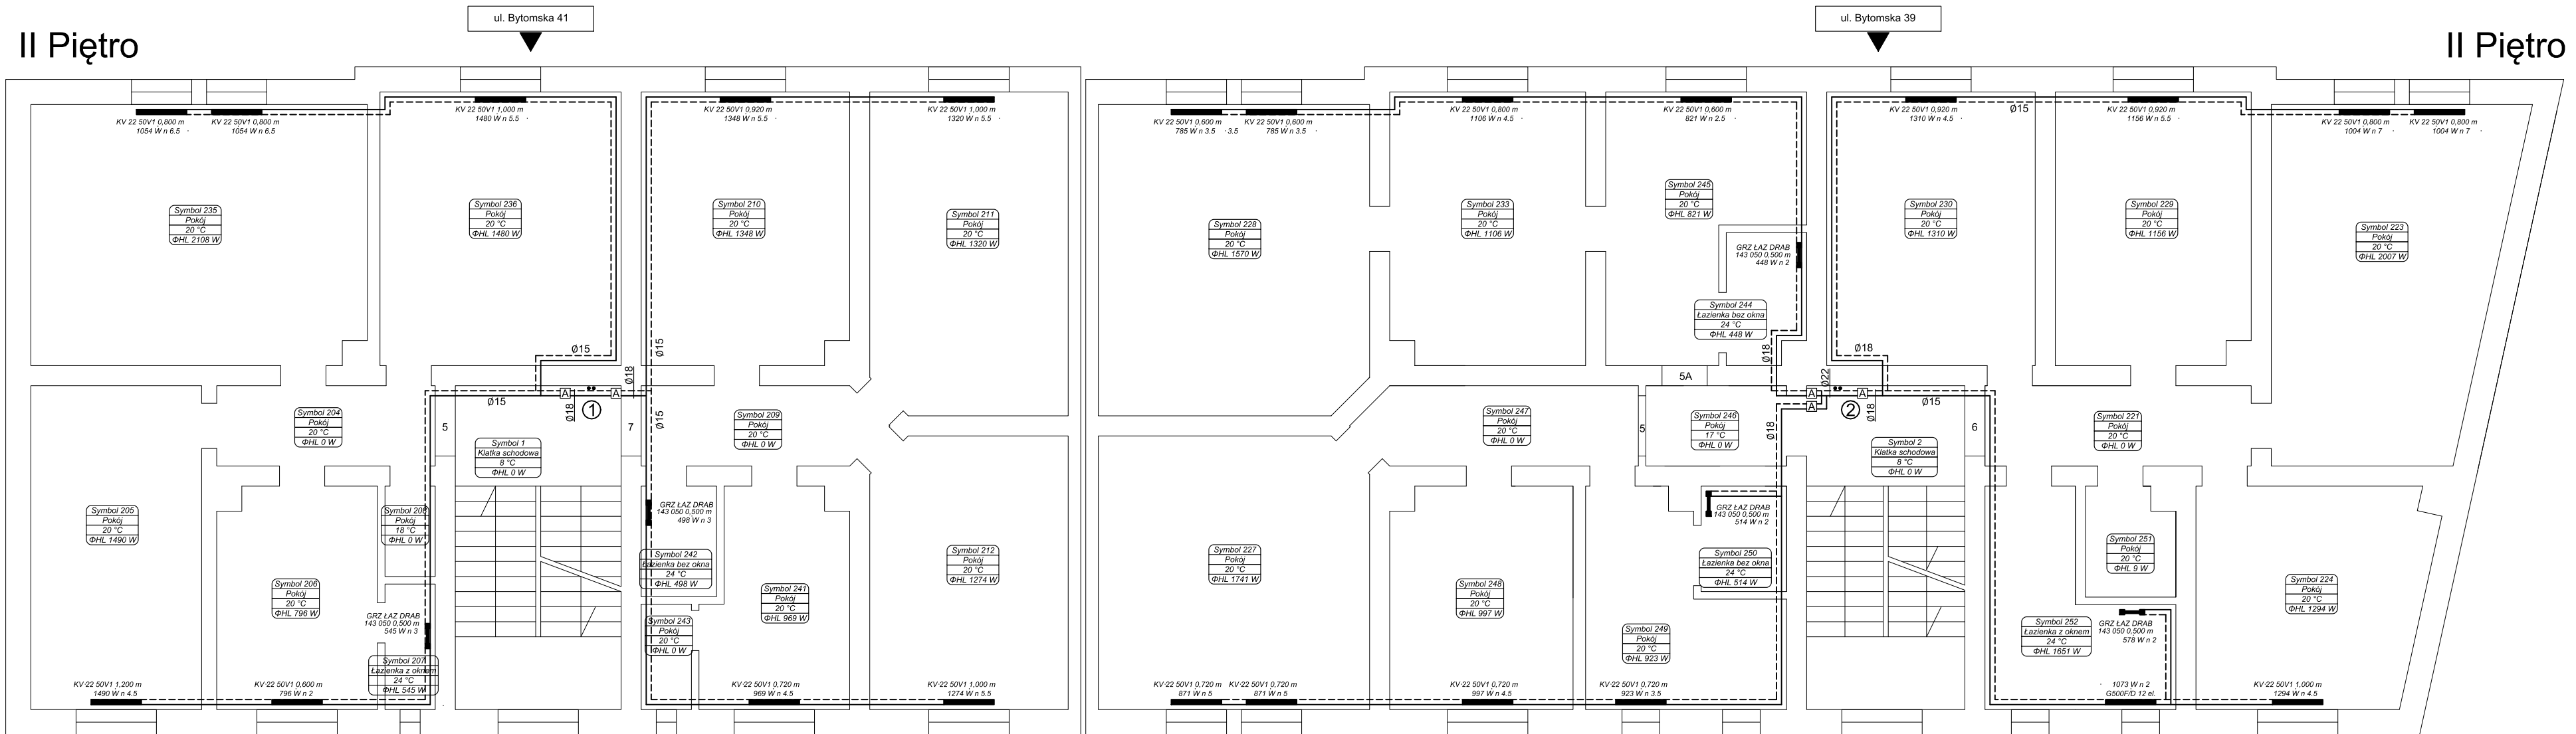 ul. Bytomska 41
ul. Bytomska 39
II Piętro
II Piętro
KV 22 50V1 0,800 m
1054 W n 6.5
KV 22 50V1 0,800 m
1054 W n 6.5
KV 22 50V1 1,000 m
1480 W n 5.5
KV 22 50V1 0,920 m
1348 W n 5.5
KV 22 50V1 1,000 m
1320 W n 5.5
KV 22 50V1 0,600 m
785 W n 3.5
3.5
KV 22 50V1 0,600 m
785 W n 3.5
KV 22 50V1 0,800 m
1106 W n 4.5
KV 22 50V1 0,600 m
821 W n 2.5
KV 22 50V1 0,920 m
1310 W n 4.5
Ø15
KV 22 50V1 0,920 m
1156 W n 5.5
KV 22 50V1 0,800 m
1004 W n 7
KV 22 50V1 0,800 m
1004 W n 7
Symbol 235
Pokój
20 °C
ΦHL 2108 W
Symbol 236
Pokój
20 °C
ΦHL 1480 W
Symbol 210
Pokój
20 °C
ΦHL 1348 W
Symbol 211
Pokój
20 °C
ΦHL 1320 W
Symbol 228
Pokój
20 °C
ΦHL 1570 W
Symbol 233
Pokój
20 °C
ΦHL 1106 W
Symbol 245
Pokój
20 °C
ΦHL 821 W
GRZ ŁAZ DRAB
143 050 0,500 m
448 W n 2
Symbol 244
Łazienka bez okna
24 °C
ΦHL 448 W
Symbol 230
Pokój
20 °C
ΦHL 1310 W
Symbol 229
Pokój
20 °C
ΦHL 1156 W
Symbol 223
Pokój
20 °C
ΦHL 2007 W
Ø15
Ø15
Ø18
Ø15
Ø18
Ø15
A
A
1
Ø18
Ø18
Ø22
Ø18
Ø15
Ø18
A
A
A
2
5A
5
7
5
6
Symbol 204
Pokój
20 °C
ΦHL 0 W
Symbol 1
Klatka schodowa
8 °C
ΦHL 0 W
Symbol 209
Pokój
20 °C
ΦHL 0 W
Symbol 247
Pokój
20 °C
ΦHL 0 W
Symbol 246
Pokój
17 °C
ΦHL 0 W
Ø18
Symbol 2
Klatka schodowa
8 °C
ΦHL 0 W
Symbol 221
Pokój
20 °C
ΦHL 0 W
Symbol 205
Pokój
20 °C
ΦHL 1490 W
Pokój
18 °C
ΦHL 0 W
GRZ ŁAZ DRAB
143 050 0,500 m
498 W n 3
Symbol 242
Łazienka bez okna
24 °C
ΦHL 498 W
Symbol 212
Pokój
20 °C
ΦHL 1274 W
Symbol 227
Pokój
20 °C
ΦHL 1741 W
GRZ ŁAZ DRAB
143 050 0,500 m
514 W n 2
Symbol 250
Łazienka bez okna
24 °C
ΦHL 514 W
Symbol 251
Pokój
20 °C
ΦHL 9 W
Symbol 206
Pokój
20 °C
ΦHL 796 W
Symbol 241
Pokój
20 °C
ΦHL 969 W
Symbol 248
Pokój
20 °C
ΦHL 997 W
Symbol 224
Pokój
20 °C
ΦHL 1294 W
GRZ ŁAZ DRAB
143 050 0,500 m
545 W n 3
Symbol 207
Łazienka z oknem
24 °C
ΦHL 545 W
Symbol 243
Pokój
20 °C
ΦHL 0 W
Symbol 249
Pokój
20 °C
ΦHL 923 W
Symbol 252
Łazienka z oknem
24 °C
ΦHL 1651 W
GRZ ŁAZ DRAB
143 050 0,500 m
578 W n 2
KV 22 50V1 1,200 m
1490 W n 4.5
KV 22 50V1 0,600 m
796 W n 2
KV 22 50V1 0,720 m
969 W n 4.5
KV 22 50V1 1,000 m
1274 W n 5.5
KV 22 50V1 0,720 m
871 W n 5
KV 22 50V1 0,720 m
871 W n 5
KV 22 50V1 0,720 m
997 W n 4.5
KV 22 50V1 0,720 m
923 W n 3.5
1073 W n 2
G500F/D 12 el.
KV 22 50V1 1,000 m
1294 W n 4.5